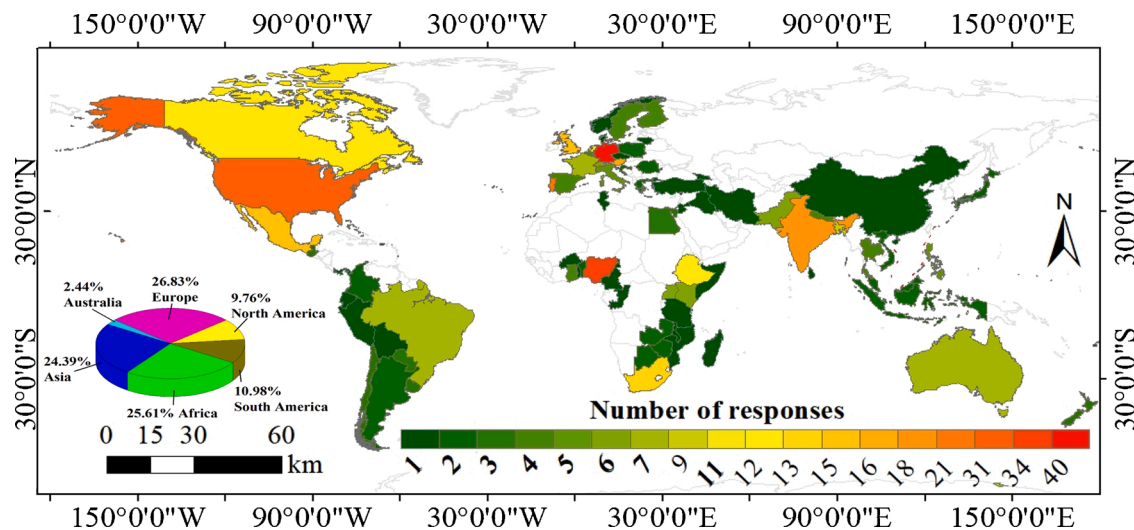 150°0'0"W 90°0'0"W 30°0'0"W 30°0'0"E 90°0'0"E 150°0'0"E
30°0'0"N 30°0'0"N
N
26.83%
Europe
2.44%
Australia
9.76%
North America
24.39%
Asia
10.98%
South America
25.61% Africa
30°0'0"S 30°0'0"S
Number of responses
0 15 30 60
km
1 2 3 4 5 6 7 9 11 12 13 15 16 18 21 31 34 40
150°0'0"W 90°0'0"W 30°0'0"W 30°0'0"E 90°0'0"E 150°0'0"E